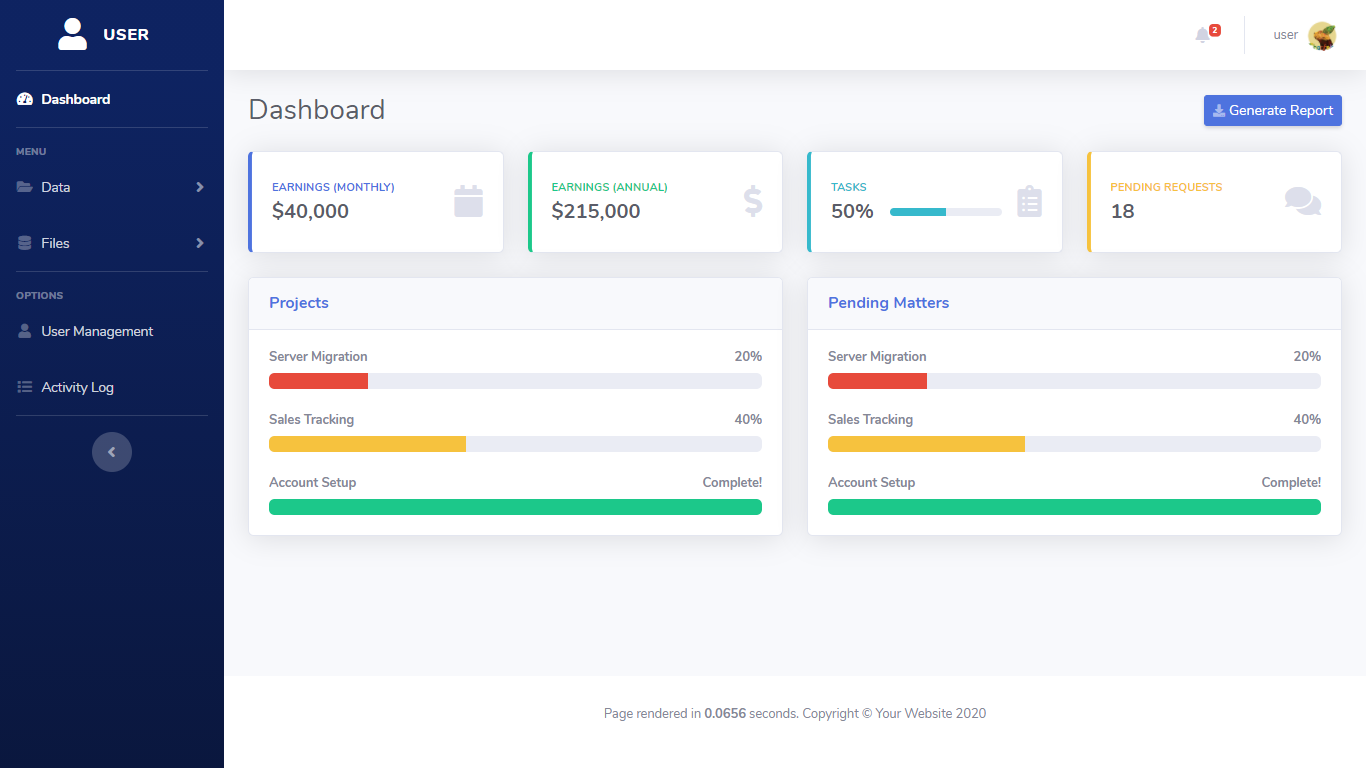 USER
Dashboard
MENU
Data
Files
OPTIONS
User Management
Activity Log
2
user
Dashboard
Generate Report
EARNINGS (MONTHLY)
$40,000
EARNINGS (ANNUAL)
$215,000
TASKS
50%
PENDING REQUESTS
18
Projects
Server Migration 20%
Sales Tracking 40%
Account Setup Complete!
Pending Matters
Server Migration 20%
Sales Tracking 40%
Account Setup Complete!
Page rendered in 0.0656 seconds. Copyright © Your Website 2020